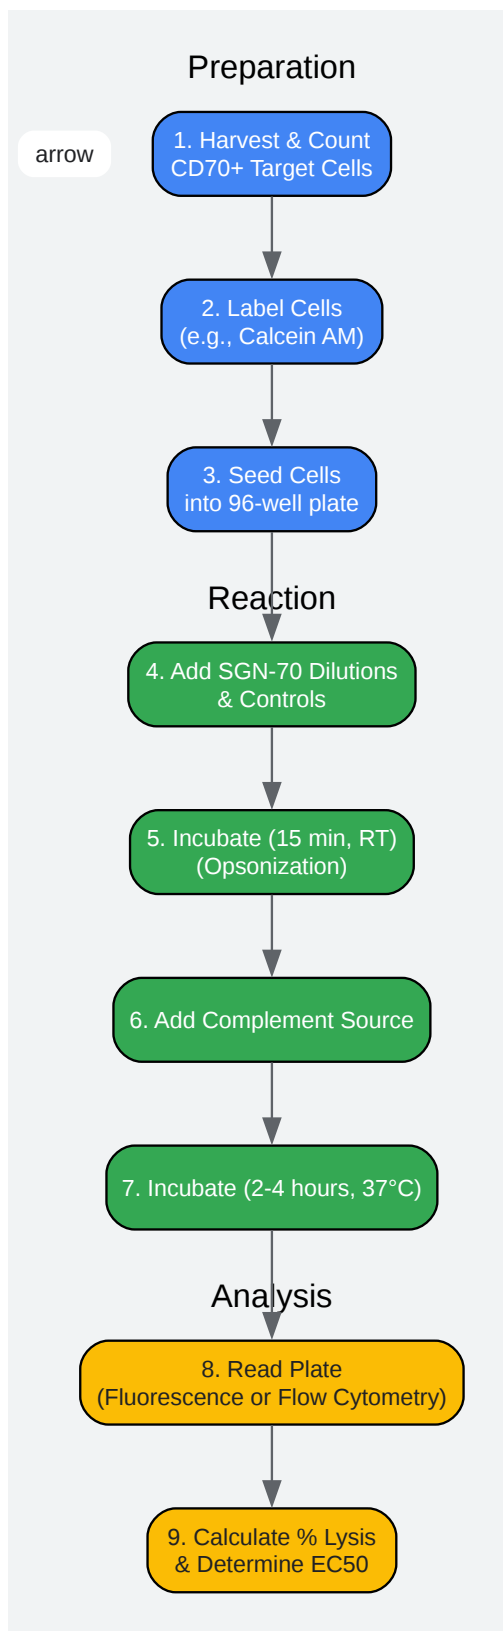 Preparation
arrow
1. Harvest & Count
CD70+ Target Cells
2. Label Cells
(e.g., Calcein AM)
3. Seed Cells
into 96-well plate
Reaction
4. Add SGN-70 Dilutions
& Controls
5. Incubate (15 min, RT)
(Opsonization)
6. Add Complement Source
7. Incubate (2-4 hours, 37°C)
Analysis
8. Read Plate
(Fluorescence or Flow Cytometry)
9. Calculate % Lysis
& Determine EC50